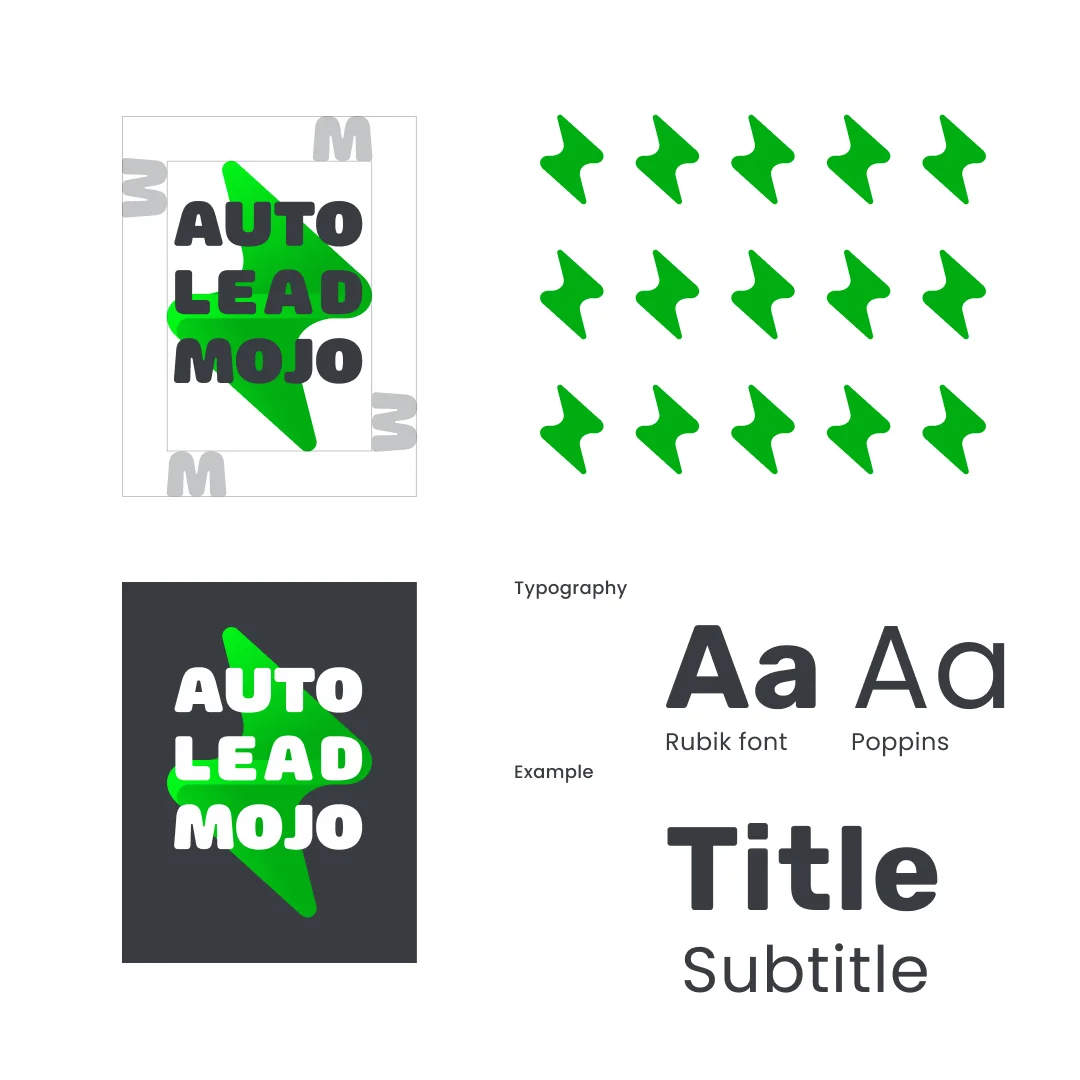 M
M
AUTO
LEAD
MOJO
M
M
AUTO
LEAD
MOJO
Typography
Aa Aa
Rubik font Poppins
Example
Title
Subtitle